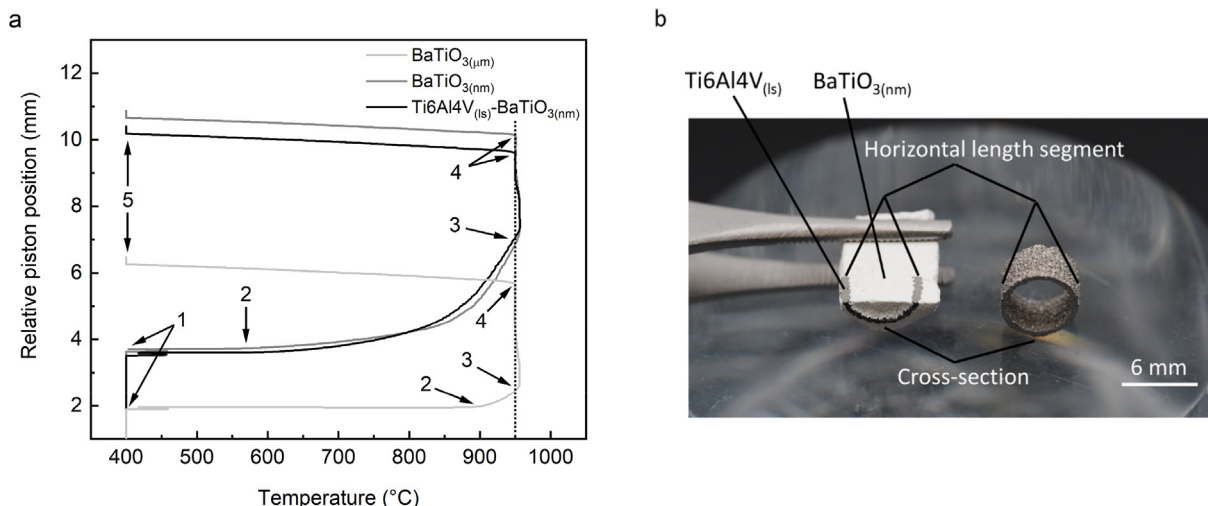 a
BaTiO3(μm)
BaTiO3(nm)
Ti6Al4V(ls)-BaTiO3(nm)
12
10
8
6
4
2
Relative piston position (mm)
1
2
3
4
5
2
3
4
400 500 600 700 800 900 1000
Temperature (°C)
b
Ti6Al4V(ls) BaTiO3(nm)
Horizontal length segment
Cross-section
6 mm